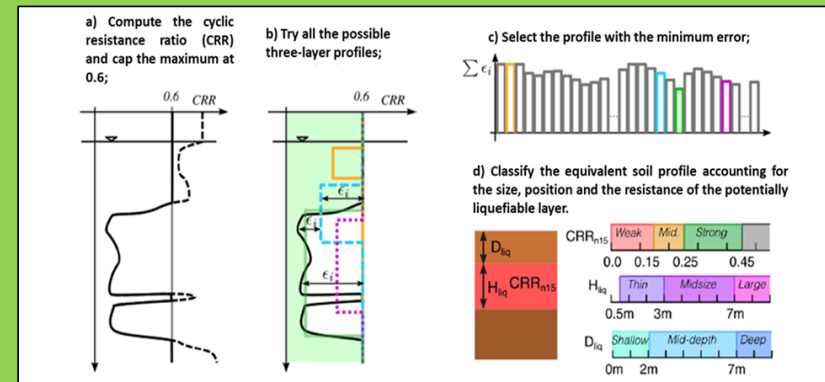 a) Compute the cyclic
resistance ratio (CRR)
and cap the maximum at
0.6;
0.6 CRR
b) Try all the possible
three-layer profiles;
0.6 CRR
ϵi
ϵi
ϵi
c) Select the profile with the minimum error;
∑ϵi
d) Classify the equivalent soil profile accounting for
the size, position and the resistance of the potentially
liquefiable layer.
Dliq
Hliq CRRn15
CRRn15 Weak Mid. Strong
0.0 0.15 0.25 0.45
Hliq Thin Midsize Large
0.5m 3m 7m
Dliq Shallow Mid-depth Deep
0m 2m 7m